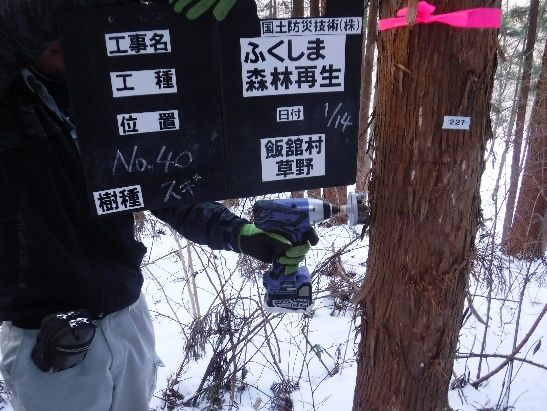 国土防災技術(株)
工事名
ふくしま
森林再生
工種
位置
日付 1/14
No.40
飯舘村
草野
樹種 スギ
227